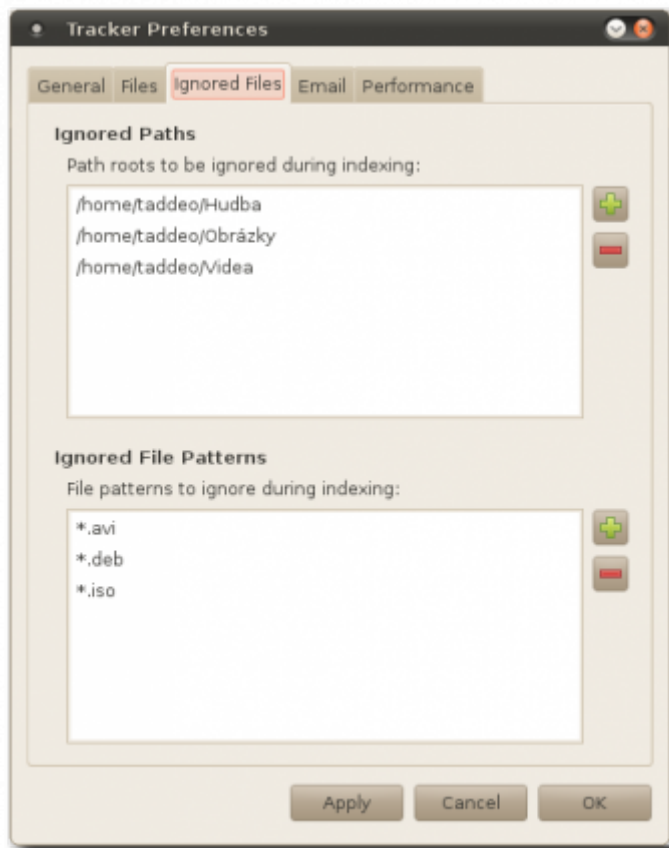 Tracker Preferences
General Files Ignored Files Email Performance
Ignored Paths
Path roots to be ignored during indexing:
/home/taddeo/Hudba
/home/taddeo/Obrázky
/home/taddeo/Videa
Ignored File Patterns
File patterns to ignore during indexing:
*.avi
*.deb
*.iso
Apply Cancel OK